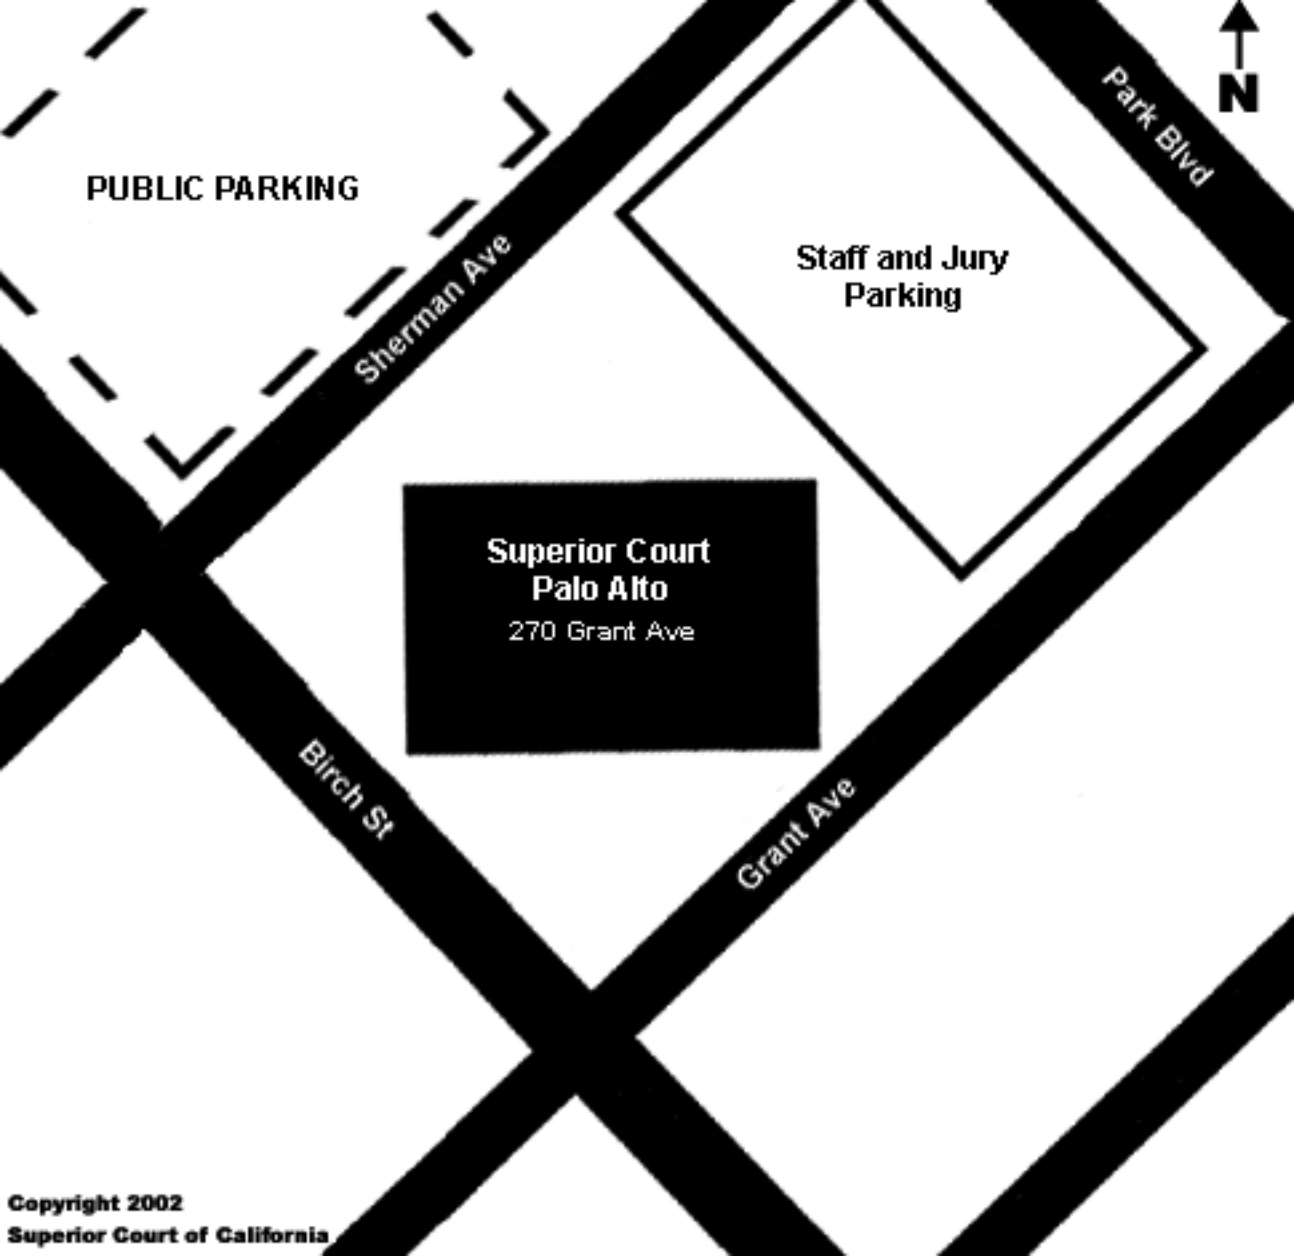 Park Blvd
N
PUBLIC PARKING
Sherman Ave
Staff and Jury
Parking
Superior Court
Palo Alto
270 Grant Ave
Birch St
Grant Ave
Copyright 2002
Superior Court of California